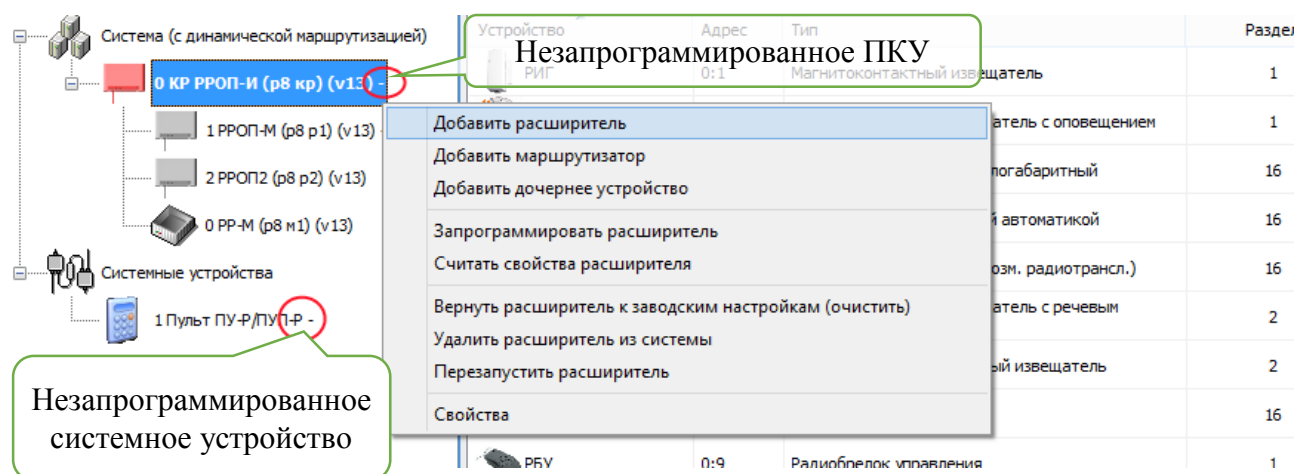 Система (с динамической маршрутизацией)
0 КР РРОП-И (р8 кр) (v13) -
1 РРОП-М (р8 р1) (v13) -
2 РРОП2 (р8 р2) (v13)
0 РР-М (р8 м1) (v13)
Системные устройства
1 Пульт ПУ-Р/ПУЛ-Р -
Незапрограммированное
системное устройство
Незапрограммированное ПКУ
Добавить расширитель
Добавить маршрутизатор
Добавить дочернее устройство
Запрограммировать расширитель
Считать свойства расширителя
Вернуть расширитель к заводским настройкам (очистить)
Удалить расширитель из системы
Перезапустить расширитель
Свойства
Устройство Адрес Тип Раздел
РИГ 0:1 Магнитоконтактный извещатель 1
атель с оповещением 1
логабаритный 16
й автоматикой 16
озм. радиотрансл.) 16
атель с речевым 2
ый извещатель 2
16
РБУ 0:9 Радиобрелок управления 1